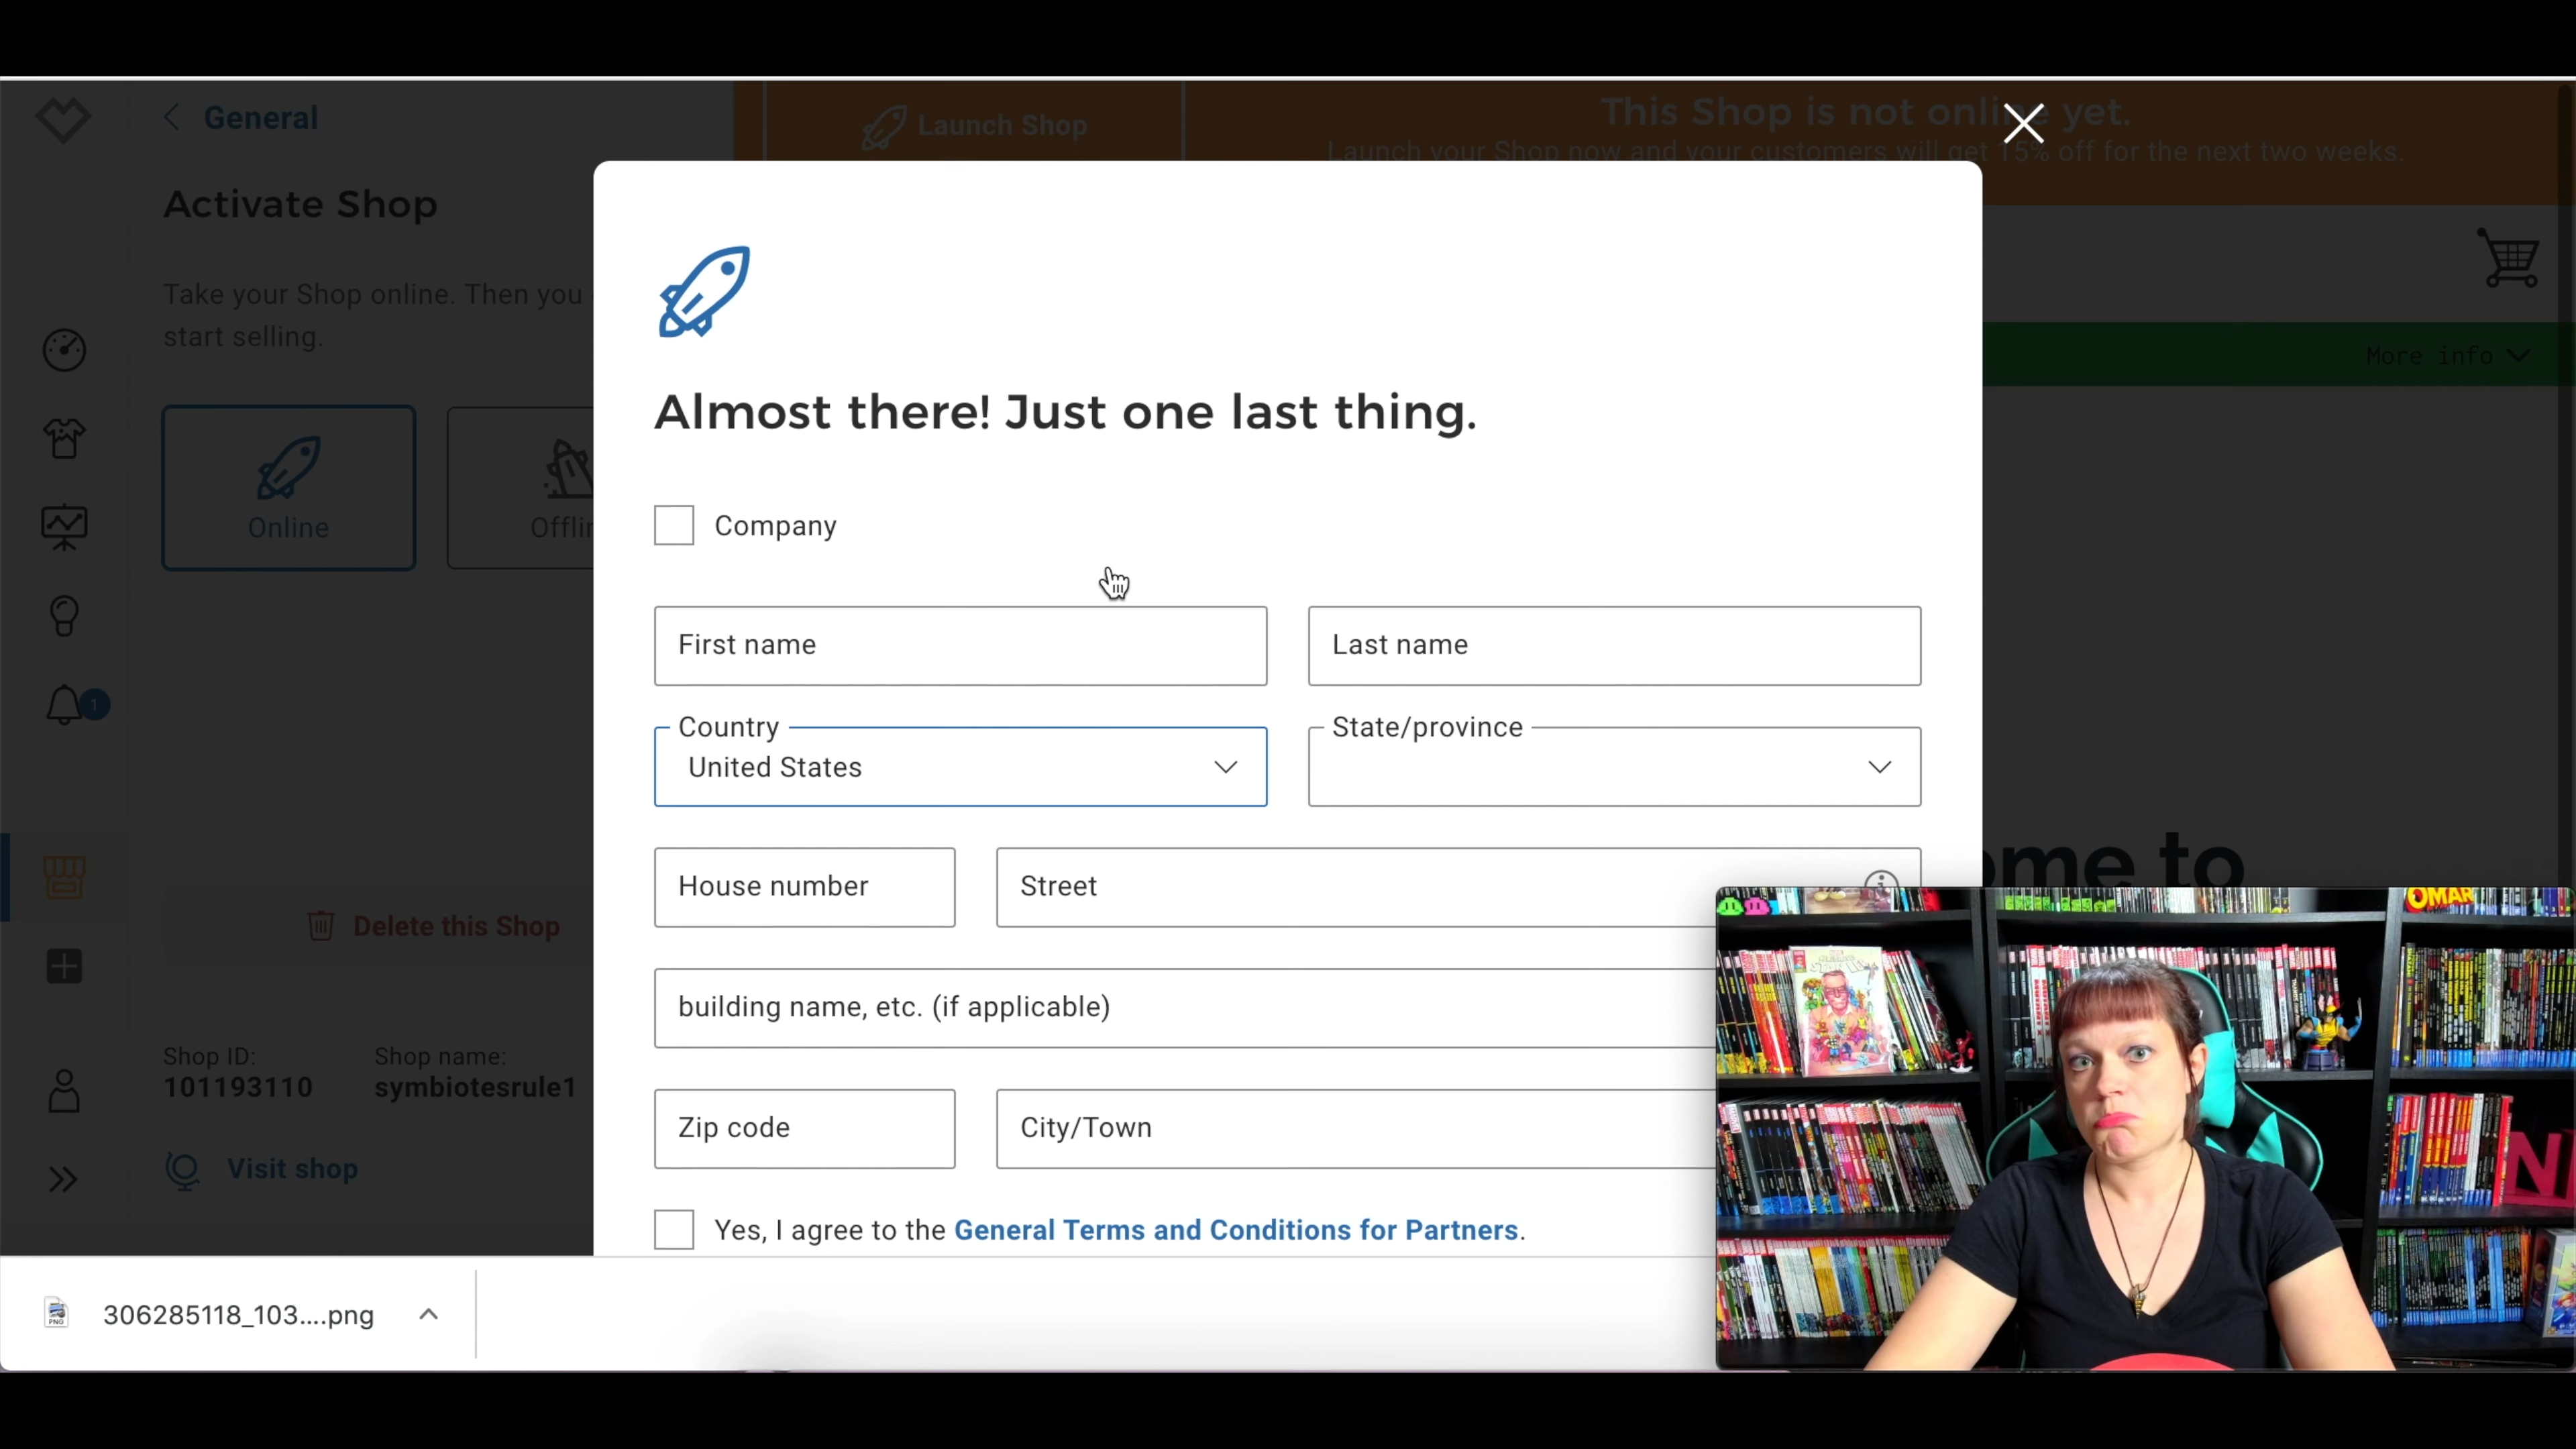 General
Launch Shop
This Shop is not online yet.
Launch your Shop now and your customers will get 15% off for the next two weeks.
Activate Shop
Take your Shop online. Then you
start selling.
Online
More info
Almost there! Just one last thing.
Company
First name
Last name
Country
United States
State/province
House number
Street
building name, etc. (if applicable)
Zip code
City/Town
Yes, I agree to the General Terms and Conditions for Partners.
1
Delete this Shop
Shop ID:
101193110
Shop name:
symbiotesrule1
Visit shop
to
306285118_103....png
PNG
OMAR